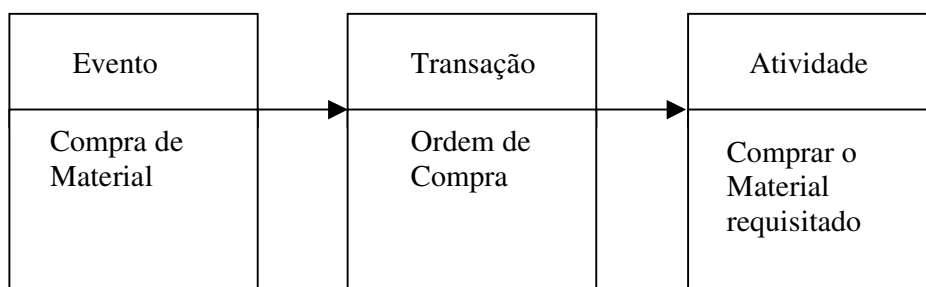 Evento
Compra de
Material
Transação
Ordem de
Compra
Atividade
Comprar o
Material
requisitado